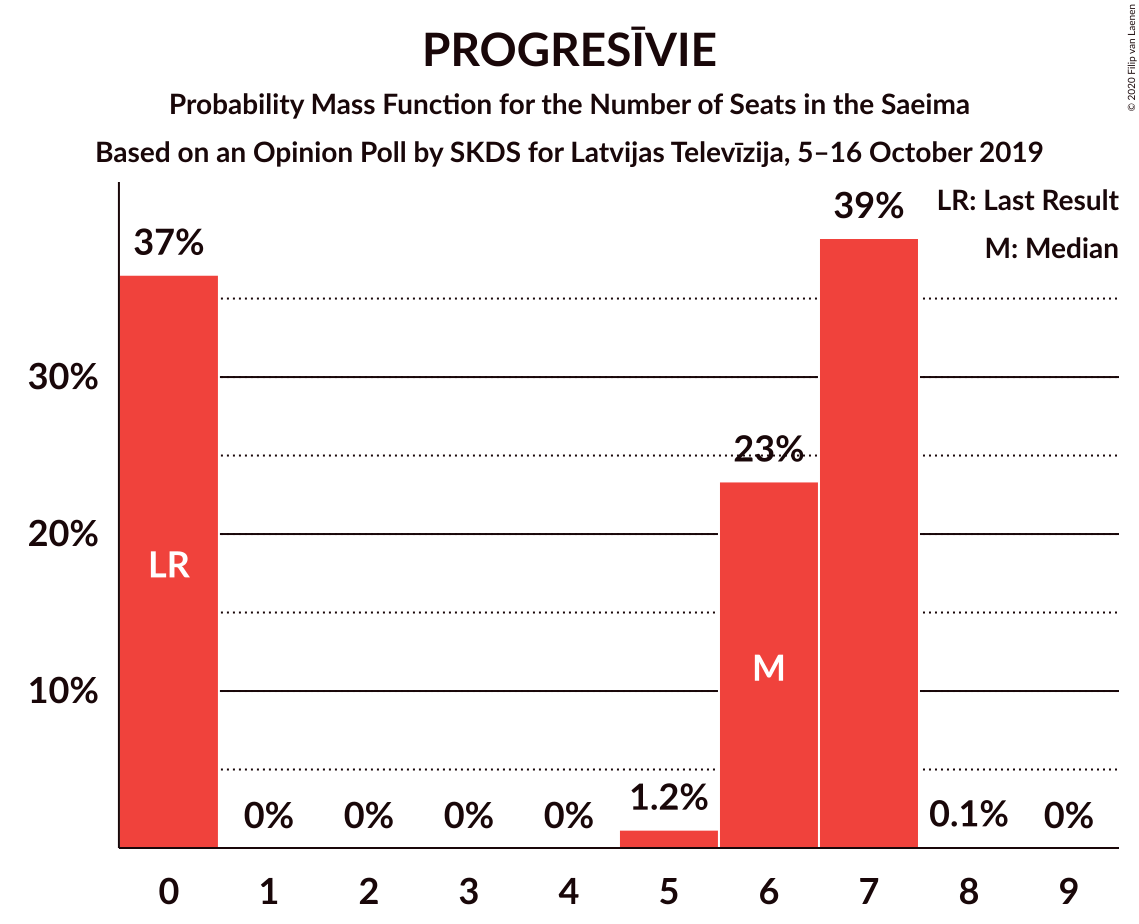 PROGRESĪVIE
Probability Mass Function for the Number of Seats in the Saeima
Based on an Opinion Poll by SKDS for Latvijas Televīzija, 5–16 October 2019
© 2020 Filip van Laenen
LR: Last Result
M: Median
37%
39%
30%
23%
20%
LR
M
10%
0%
0%
0%
0%
1.2%
0.1%
0%
0
1
2
3
4
5
6
7
8
9